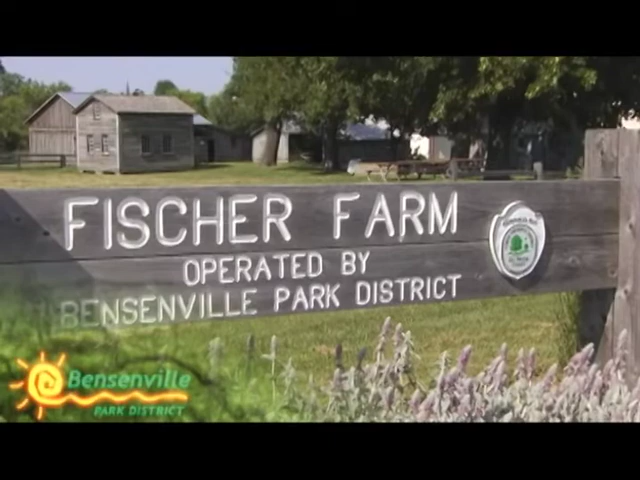 FISCHER FARM
OPERATED BY
BENSENVILLE PARK DISTRICT
Bensenville
PARK DISTRICT